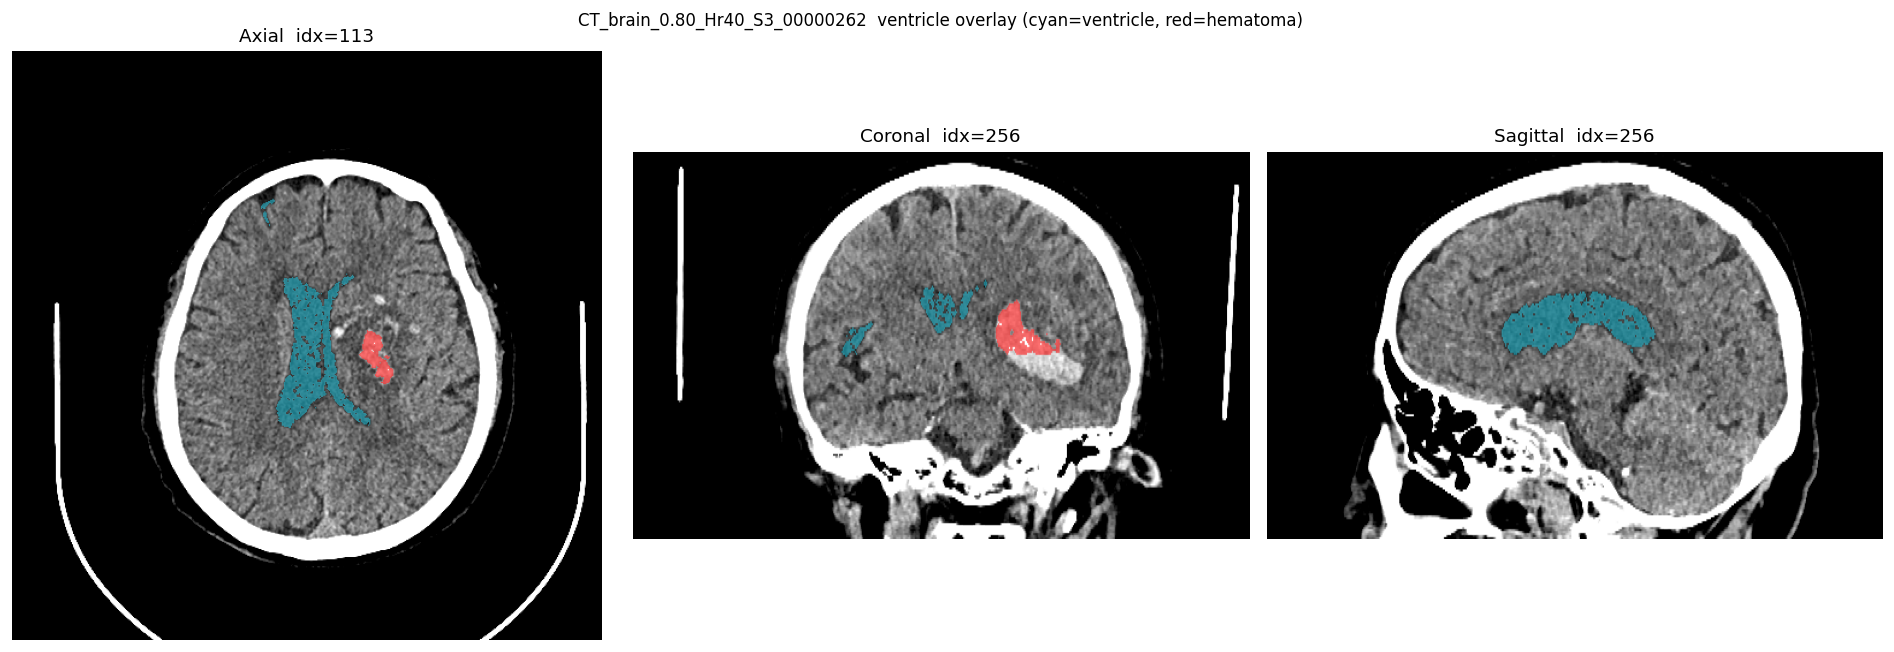 CT_brain_0.80_Hr40_S3_00000262  ventricle overlay (cyan=ventricle, red=hematoma)
Axial  idx=113
Coronal  idx=256
Sagittal  idx=256